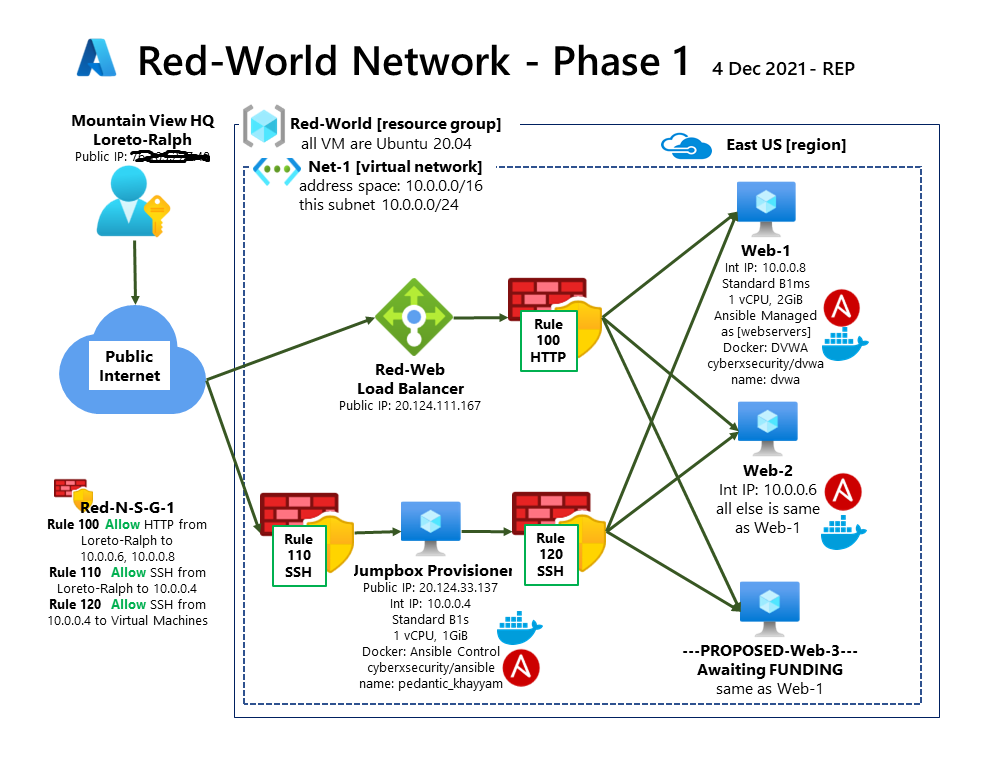 Red-World Network - Phase 1 4 Dec 2021- REP
Mountain View HQ
Loreto-Ralph
Public IP:
Red-World [resource group]
all VM are Ubuntu 20.04
East US [region]
Net-1 [virtual network]
address space: 10.0.0.0/16
this subnet 10.0.0.0/24
Public
Internet
Red-Web
Load Balancer
Public IP: 20.124.111.167
Rule
100
HTTP
Web-1
Int IP: 10.0.0.8
Standard B1ms
1 vCPU, 2GiB
Ansible Managed
as [webservers]
Docker: DVWA
cyberxsecurity/dvwa
name: dvwa
Web-2
Int IP: 10.0.0.6
all else is same
as Web-1
Red-N-S-G-1
Rule 100 Allow HTTP from
Loreto-Ralph to
10.0.0.6, 10.0.0.8
Rule 110 Allow SSH from
Loreto-Ralph to 10.0.0.4
Rule 120 Allow SSH from
10.0.0.4 to Virtual Machines
Rule
110
SSH
Jumpbox Provisioner
Public IP: 20.124.33.137
Int IP: 10.0.0.4
Standard B1s
1 vCPU, 1GiB
Docker: Ansible Control
cyberxsecurity/ansible
name: pedantic_khayyam
Rule
120
SSH
---PROPOSED-Web-3---
Awaiting FUNDING
same as Web-1